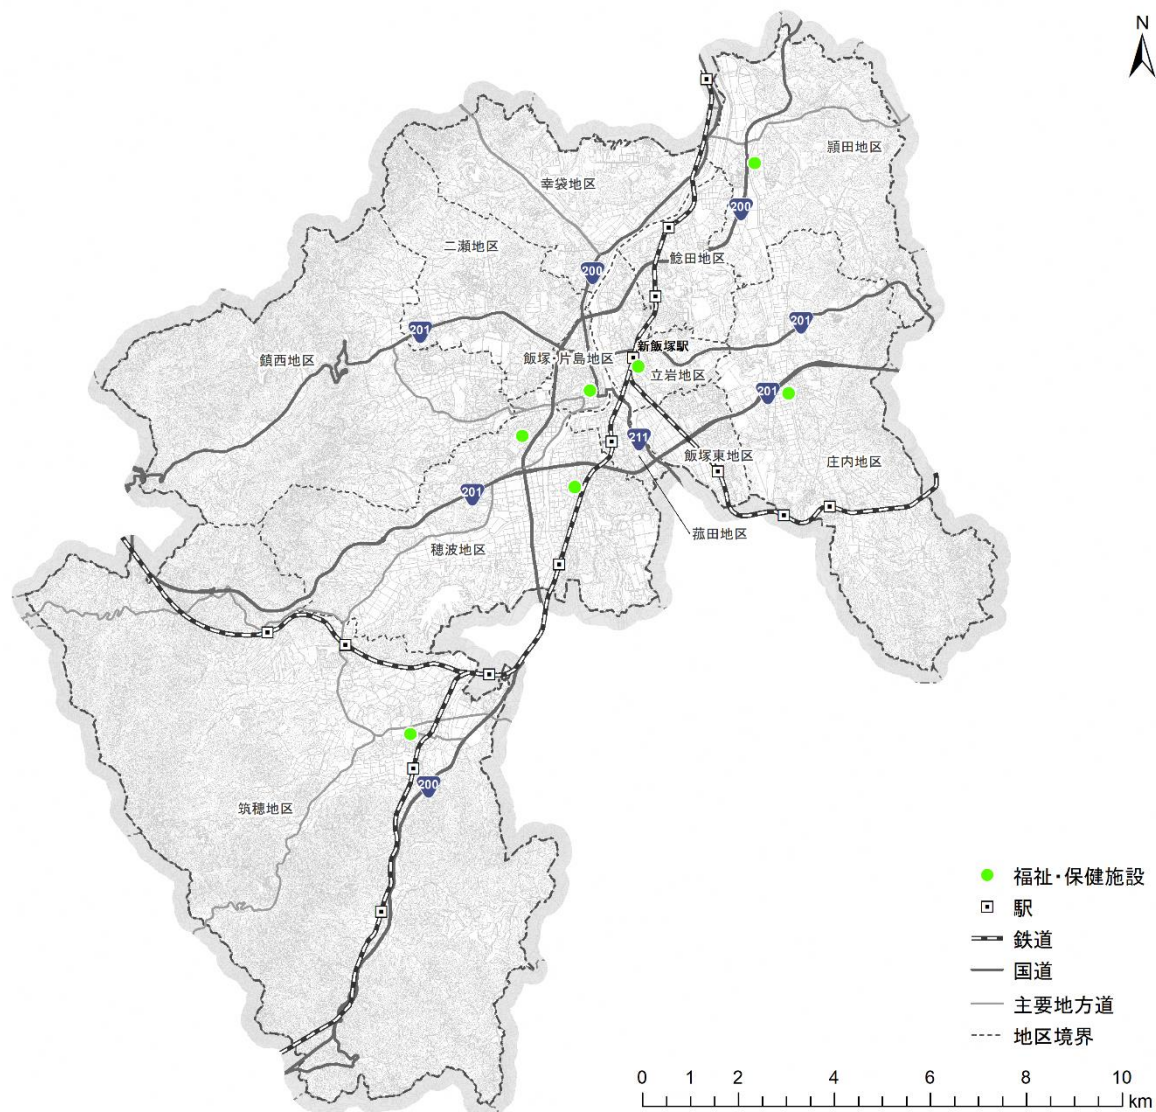 N
頴田地区
幸袋地区
200
二瀬地区
鯰田地区
200
201
201
新飯塚駅
鎮西地区
飯塚・片島地区
立岩地区
201
211
飯塚東地区
庄内地区
201
菰田地区
穂波地区
200
筑穂地区
福祉・保健施設
駅
鉄道
国道
主要地方道
地区境界
0 1 2 4 6 8 10
km